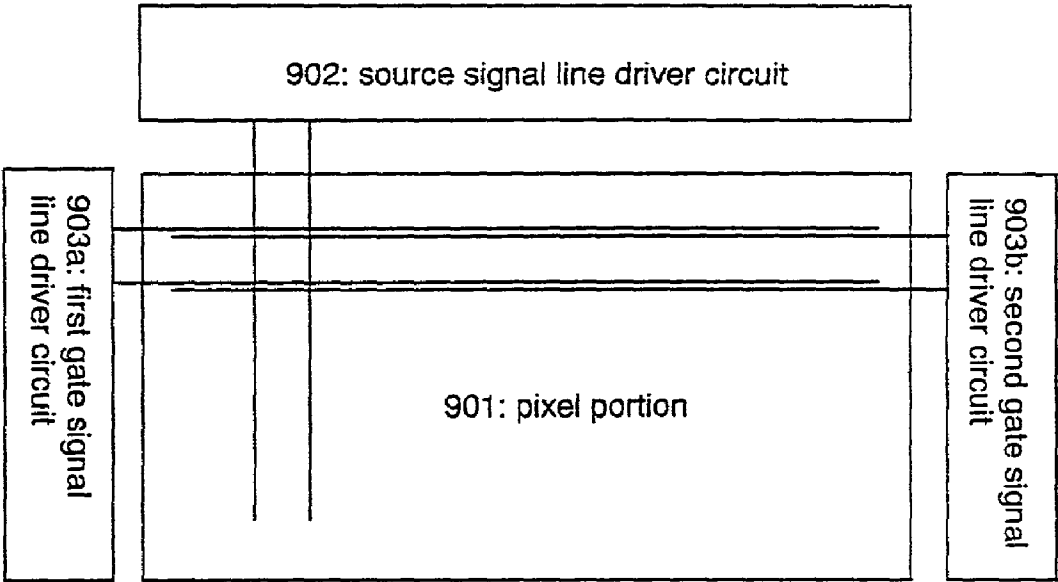 902: source signal line driver circuit
903a: first gate signal
line driver circuit
901: pixel portion
903b: second gate signal
line driver circuit